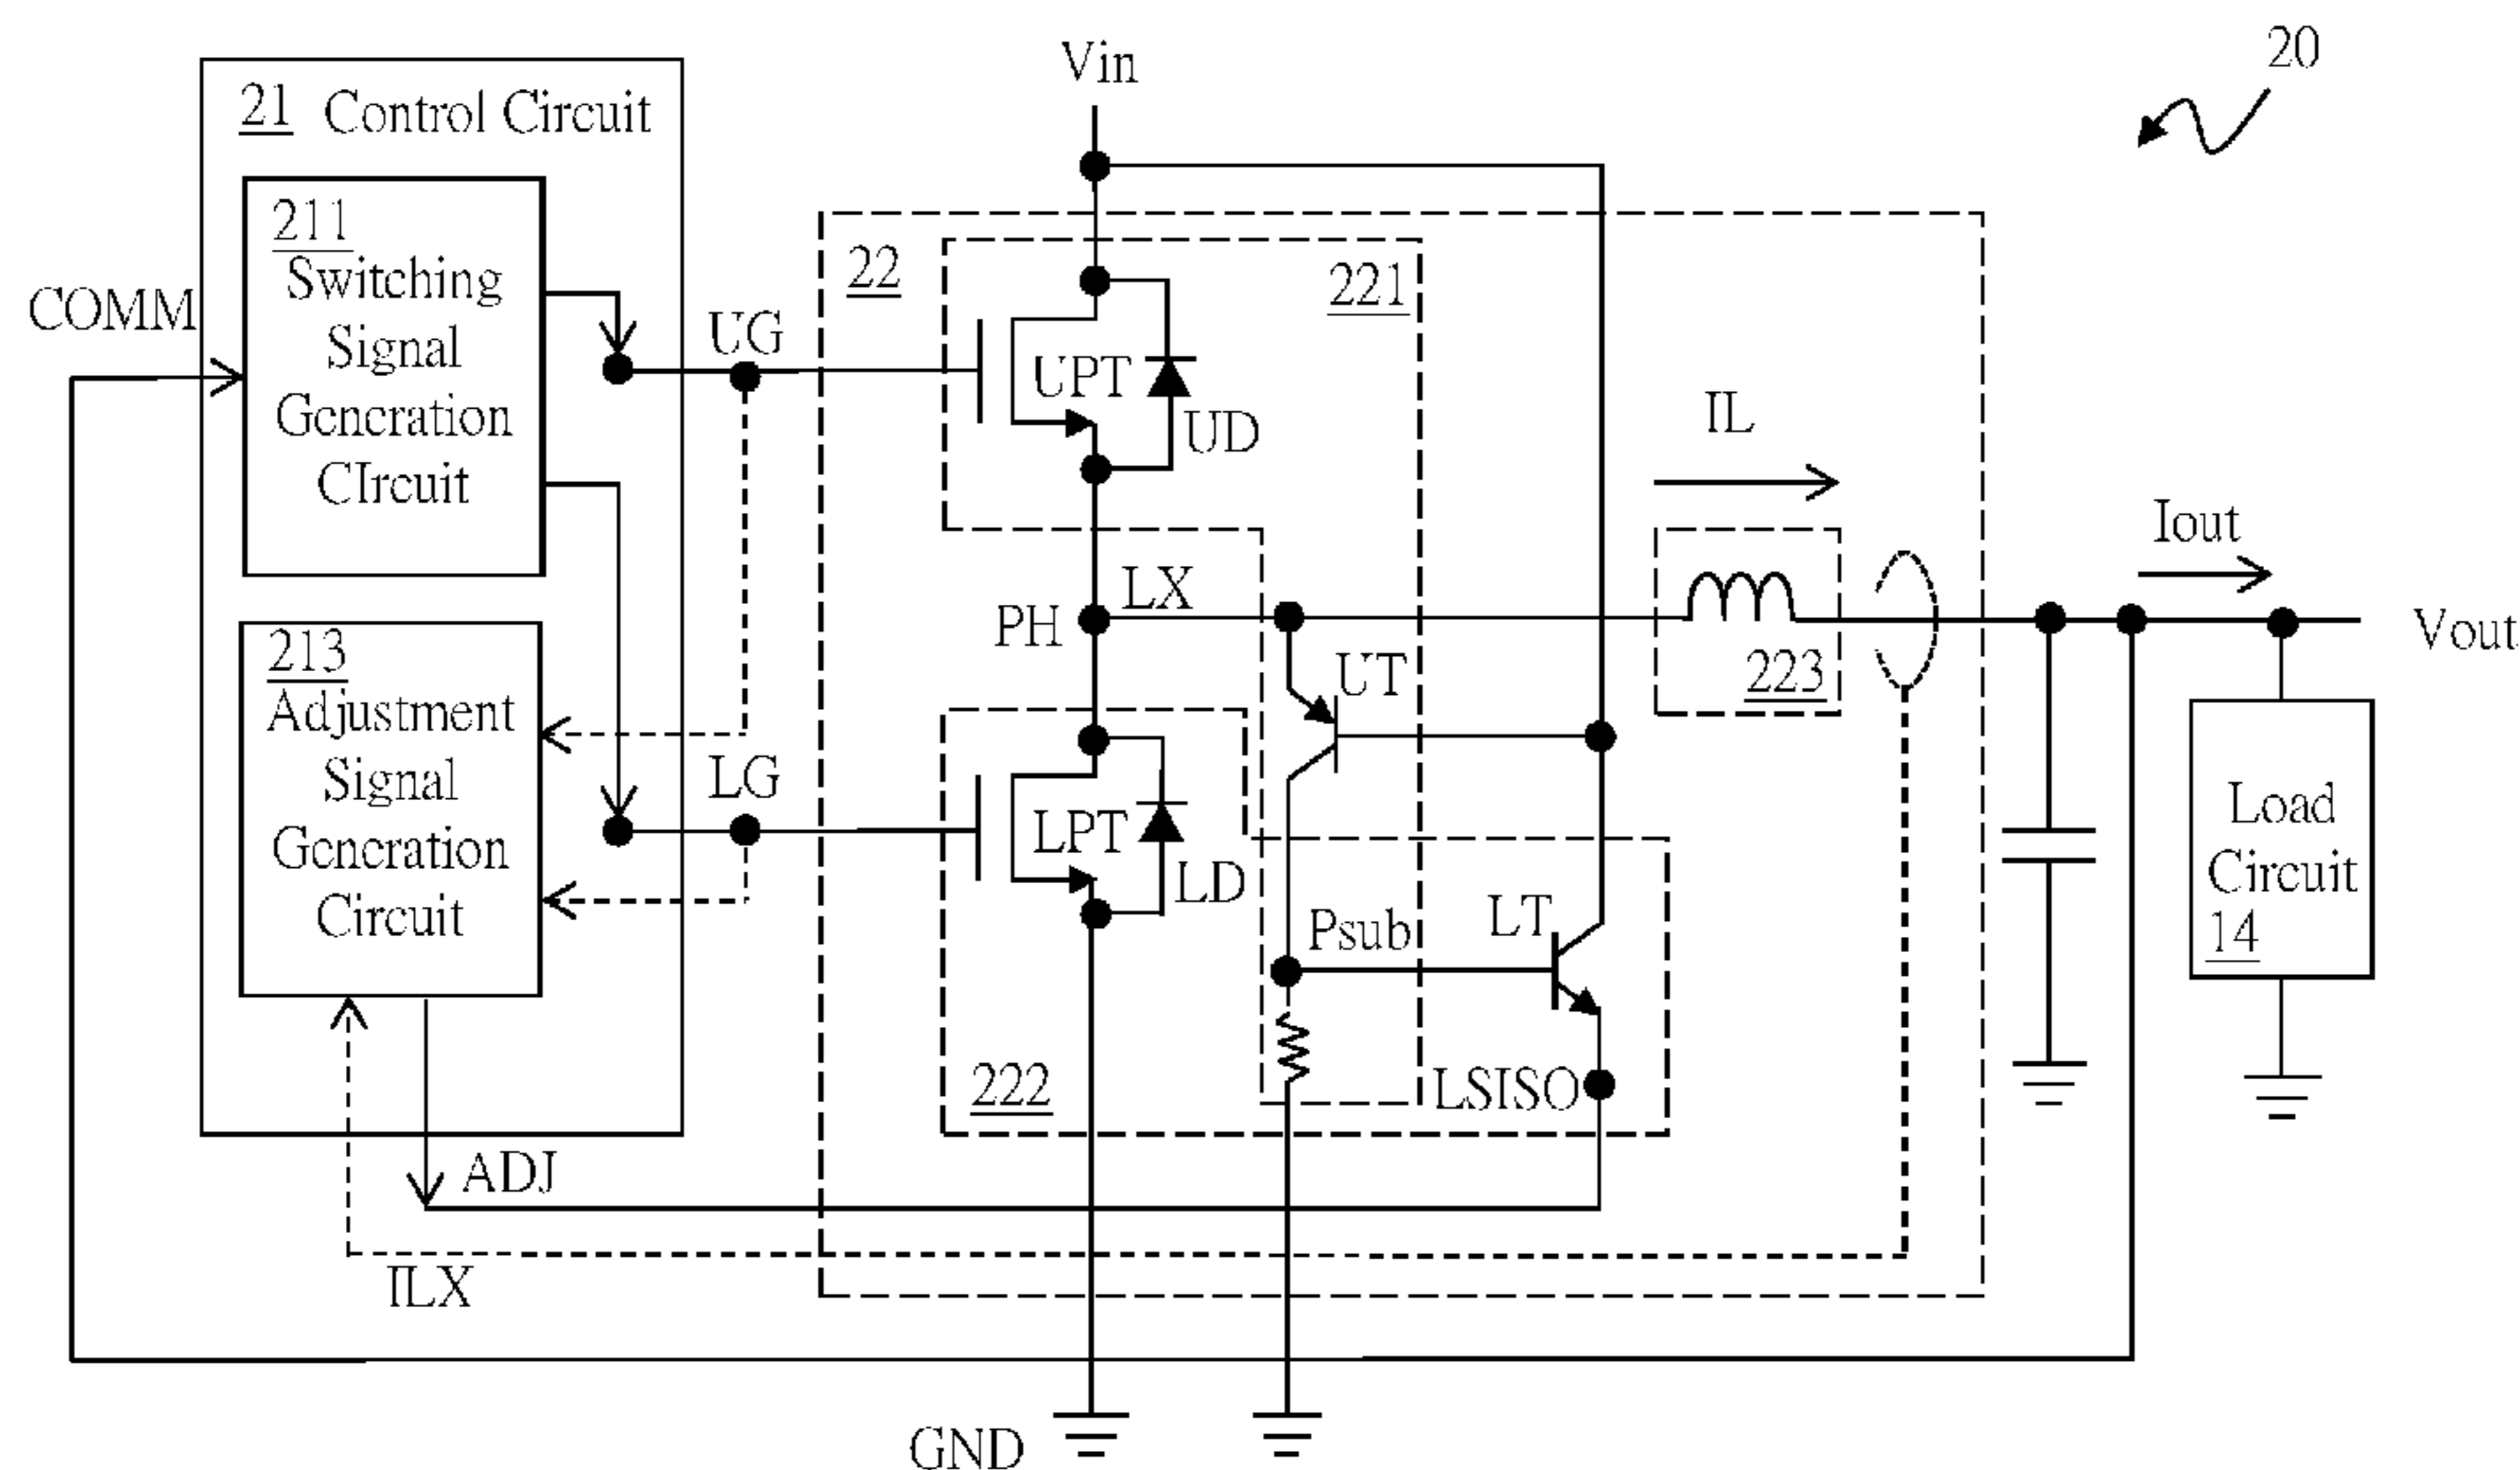 20
Vin
21 Control Circuit
211
Switching
Signal
Generation
CIrcuit
COMM
UG
22
221
UPT
UD
IL
Iout
LX
PH
Vout
UT
223
213
Adjustment
Signal
Generation
Circuit
LG
LPT
LD
Psub
LT
Load
Circuit
14
222
LSISO
ADJ
ILX
GND